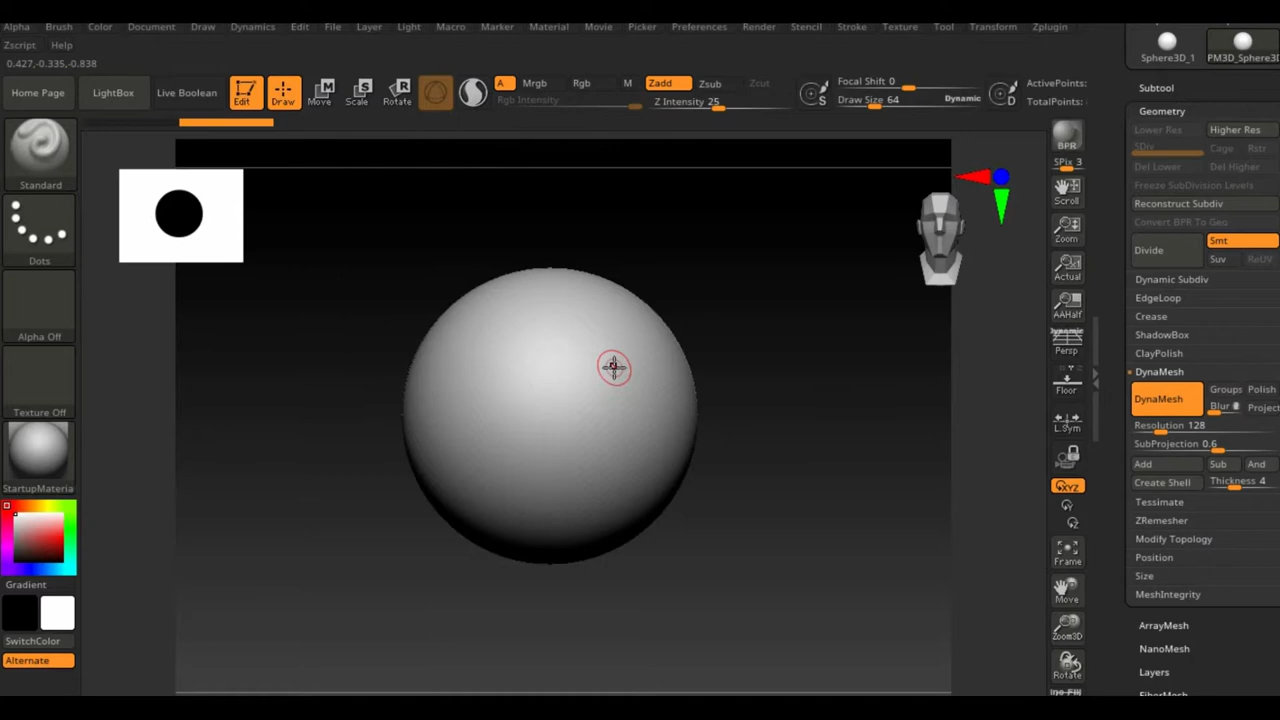 Alpha Brush Color Document Draw Dynamics Edit File Layer Light Macro Marker Material Movie Picker Preferences Render Stencil Stroke Texture Tool Transform Zplugin
Zscript Help
0.427,-0.335,-0.838
Sphere3D_1 PM3D_Sphere3D
Home Page LightBox Live Boolean Edit Draw Move Scale Rotate A Mrgb Rgb M Zadd Zsub Zcut Focal Shift 0 ActivePoints:
Rgb Intensity Z Intensity 25 S Draw Size 64 Dynamic D TotalPoints:
Standard
Dots
Alpha Off
Texture Off
StartupMateria
Gradient
SwitchColor
Alternate
BPR
SPix 3
Scroll
Zoom
Actual
AAHalf
Dynamic
Persp
Floor
L.Sym
XYZ
Y
Z
Frame
Move
Zoom3D
Rotate
Line Fill
Subtool
Geometry
Lower Res Higher Res
SDiv Cage Rstr
Del Lower Del Higher
Freeze SubDivision Levels
Reconstruct Subdiv
Convert BPR To Geo
Divide Smt
Suv ReUV
Dynamic Subdiv
EdgeLoop
Crease
ShadowBox
ClayPolish
DynaMesh
DynaMesh Groups Polish
Blur Project
Resolution 128
SubProjection 0.6
Add Sub And
Create Shell Thickness 4
Tessimate
ZRemesher
Modify Topology
Position
Size
MeshIntegrity
ArrayMesh
NanoMesh
Layers
FiberMesh